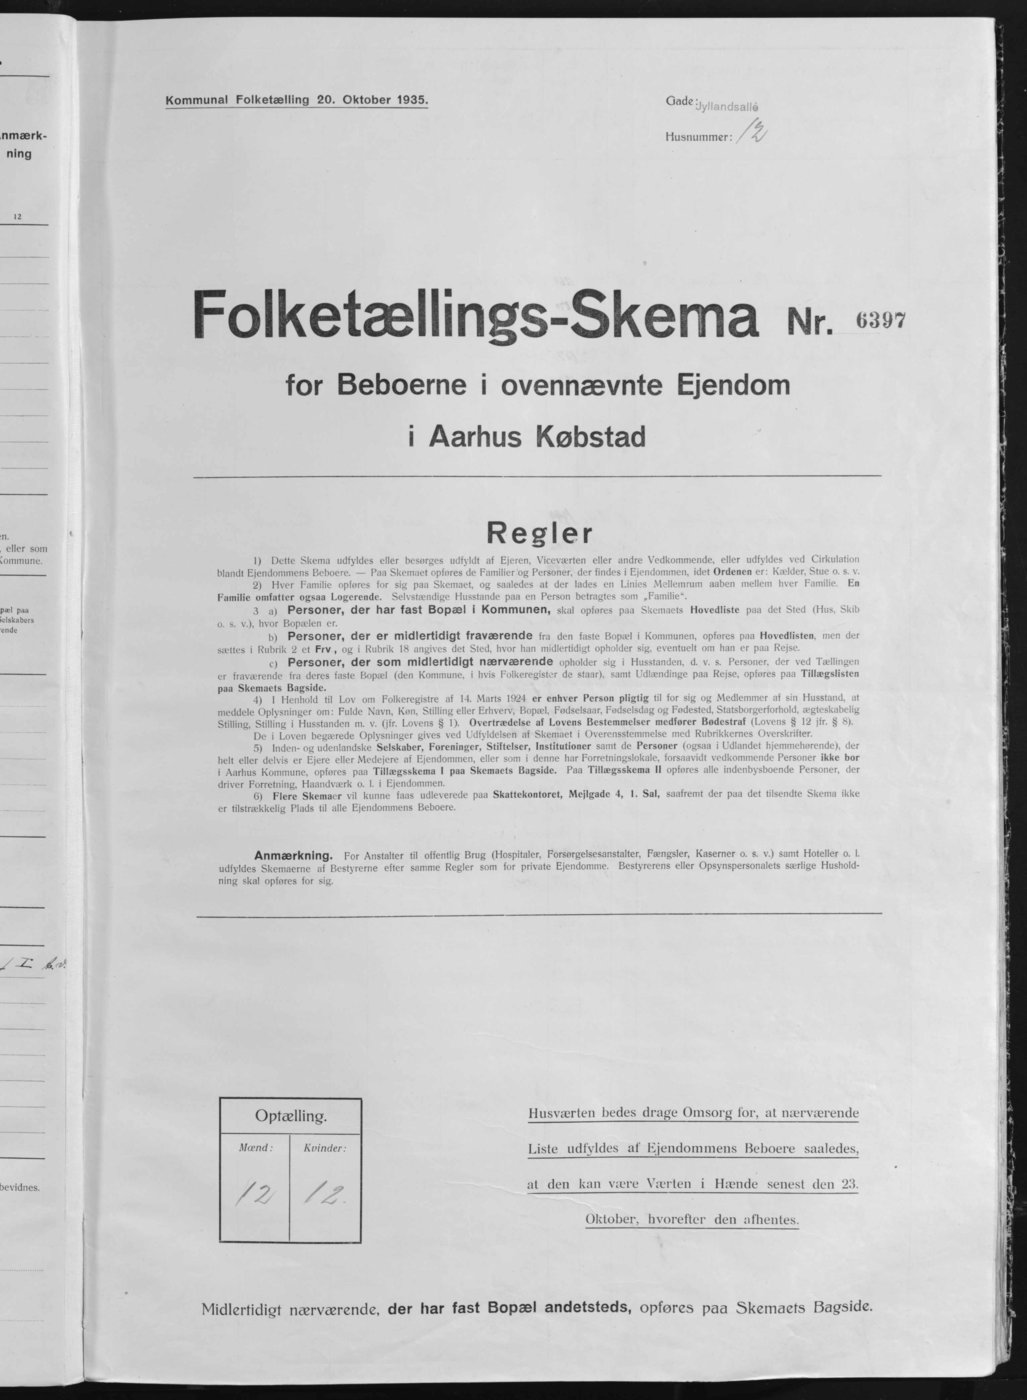 nmærk-
ning
12
en.
, eller som
Kommune.
pæl paa
Selskabers
ende
bevidnes.
Kommunal Folketælling 20. Oktober 1935.
Gade: Jyllandsallé
Husnummer: 12
Folketællings-Skema Nr. 6397
for Beboerne i ovennævnte Ejendom
i Aarhus Købstad
Regler
1) Dette Skema udfyldes eller besørges udfyldt af Ejeren, Viceværten eller andre Vedkommende, eller udfyldes ved Cirkulation
blandt Ejendommens Beboere. — Paa Skemaet opføres de Familier og Personer, der findes i Ejendommen, idet Ordenen er: Kælder, Stue o. s. v.
2) Hver Familie opføres for sig paa Skemaet, og saaledes at der lades en Linies Mellemrum aaben mellem hver Familie. En
Familie omfatter ogsaa Logerende. Selvstændige Husstande paa en Person betragtes som „Familie“.
3 a) Personer, der har fast Bopæl i Kommunen, skal opføres paa Skemaets Hovedliste paa det Sted (Hus, Skib
o. s. v.), hvor Bopælen er.
b) Personer, der er midlertidigt fraværende fra den faste Bopæl i Kommunen, opføres paa Hovedlisten, men der
sættes i Rubrik 2 et Frv., og i Rubrik 18 angives det Sted, hvor han midlertidigt opholder sig, eventuelt om han er paa Rejse.
c) Personer, der som midlertidigt nærværende opholder sig i Husstanden, d. v. s. Personer, der ved Tællingen
er fraværende fra deres faste Bopæl (den Kommune, i hvis Folkeregister de staar), samt Udlændinge paa Rejse, opføres paa Tillægslisten
paa Skemaets Bagside.
4) I Henhold til Lov om Folkeregistre af 14. Marts 1924 er enhver Person pligtig til for sig og Medlemmer af sin Husstand, at
meddele Oplysninger om: Fulde Navn, Køn, Stilling eller Erhverv, Bopæl, Fødselsaar, Fødselsdag og Fødested, Statsborgerforhold, ægteskabelig
Stilling, Stilling i Husstanden m. v. (jfr. Lovens § 1). Overtrædelse af Lovens Bestemmelser medfører Bødestraf (Lovens § 12 jfr. § 8).
De i Loven begærede Oplysninger gives ved Udfyldelsen af Skemaet i Overensstemmelse med Rubrikkernes Overskrifter.
5) Inden- og udenlandske Selskaber, Foreninger, Stiftelser, Institutioner samt de Personer (ogsaa i Udlandet hjemmehørende), der
helt eller delvis er Ejere eller Medejere af Ejendommen, eller som i denne har Forretningslokale, forsaavidt vedkommende Personer ikke bor
i Aarhus Kommune, opføres paa Tillægsskema I paa Skemaets Bagside. Paa Tillægsskema II opføres alle indenbysboende Personer, der
driver Forretning, Haandværk o. l. i Ejendommen.
6) Flere Skemaer vil kunne faas udleverede paa Skattekontoret, Mejlgade 4, 1. Sal, saafremt der paa det tilsendte Skema ikke
er tilstrækkelig Plads til alle Ejendommens Beboere.
Anmærkning. For Anstalter til offentlig Brug (Hospitaler, Forsørgelsesanstalter, Fængsler, Kaserner o. s. v.) samt Hoteller o. l.
udfyldes Skemaerne af Bestyrerne efter samme Regler som for private Ejendomme. Bestyrerens eller Opsynspersonalets særlige Hushold-
ning skal opføres for sig.
Optælling.
Mænd: Kvinder:
12 12.
Husværten bedes drage Omsorg for, at nærværende
Liste udfyldes af Ejendommens Beboere saaledes,
at den kan være Værten i Hænde senest den 23.
Oktober, hvorefter den afhentes.
Midlertidigt nærværende, der har fast Bopæl andetsteds, opføres paa Skemaets Bagside.